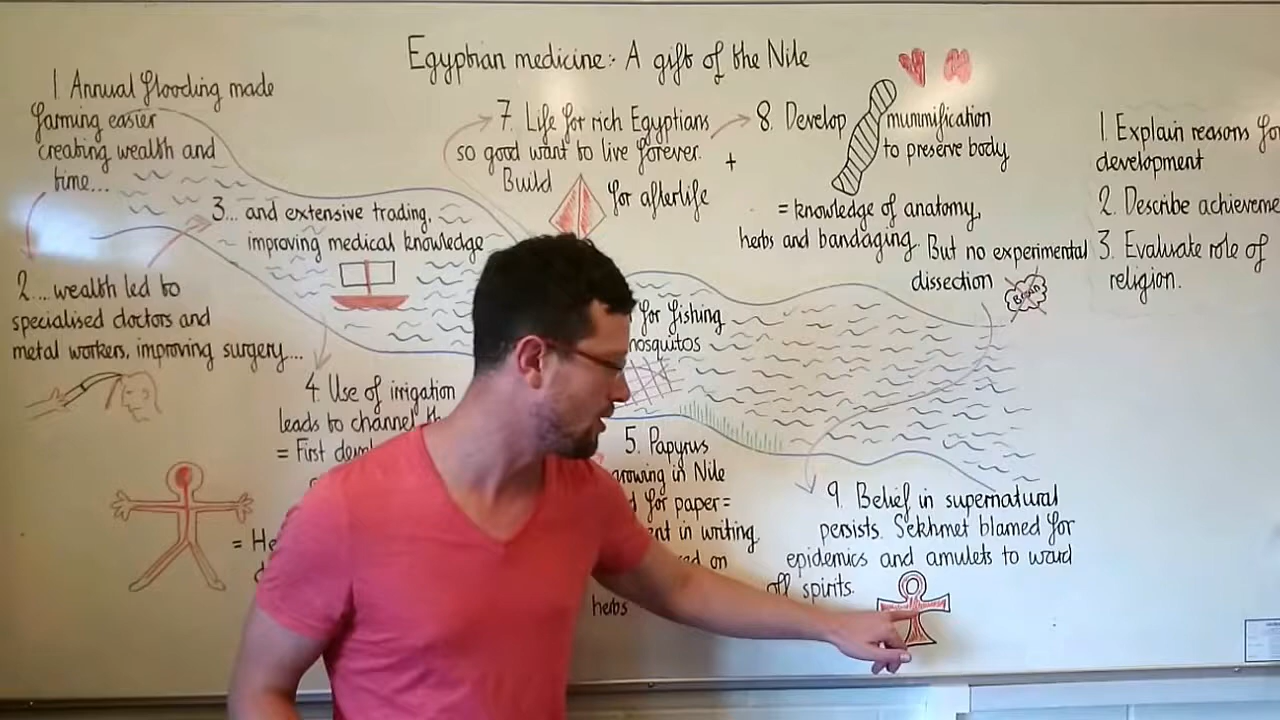 Egyptian medicine:- A gift of the Nile
1. Annual flooding made
farming easier
creating wealth and
time...
2.... wealth led to
specialised doctors and
metal workers, improving surgery...
3... and extensive trading,
improving medical knowledge
4. Use of irrigation
leads to channel
= First
= He
for fishing
mosquitos
5. Papyrus
growing in Nile
for paper=
in writing,
on
herbs
7. Life for rich Egyptians
so good want to live forever.
Build
for afterlife
+
8. Develop mummification
to preserve body
= knowledge of anatomy,
herbs and bandaging. But no experimental
dissection
Brain
9. Belief in supernatural
persists. Sekhmet blamed for
epidemics and amulets to ward
off spirits.
1. Explain reasons fo
development
2. Describe achieveme
3. Evaluate role of
religion.